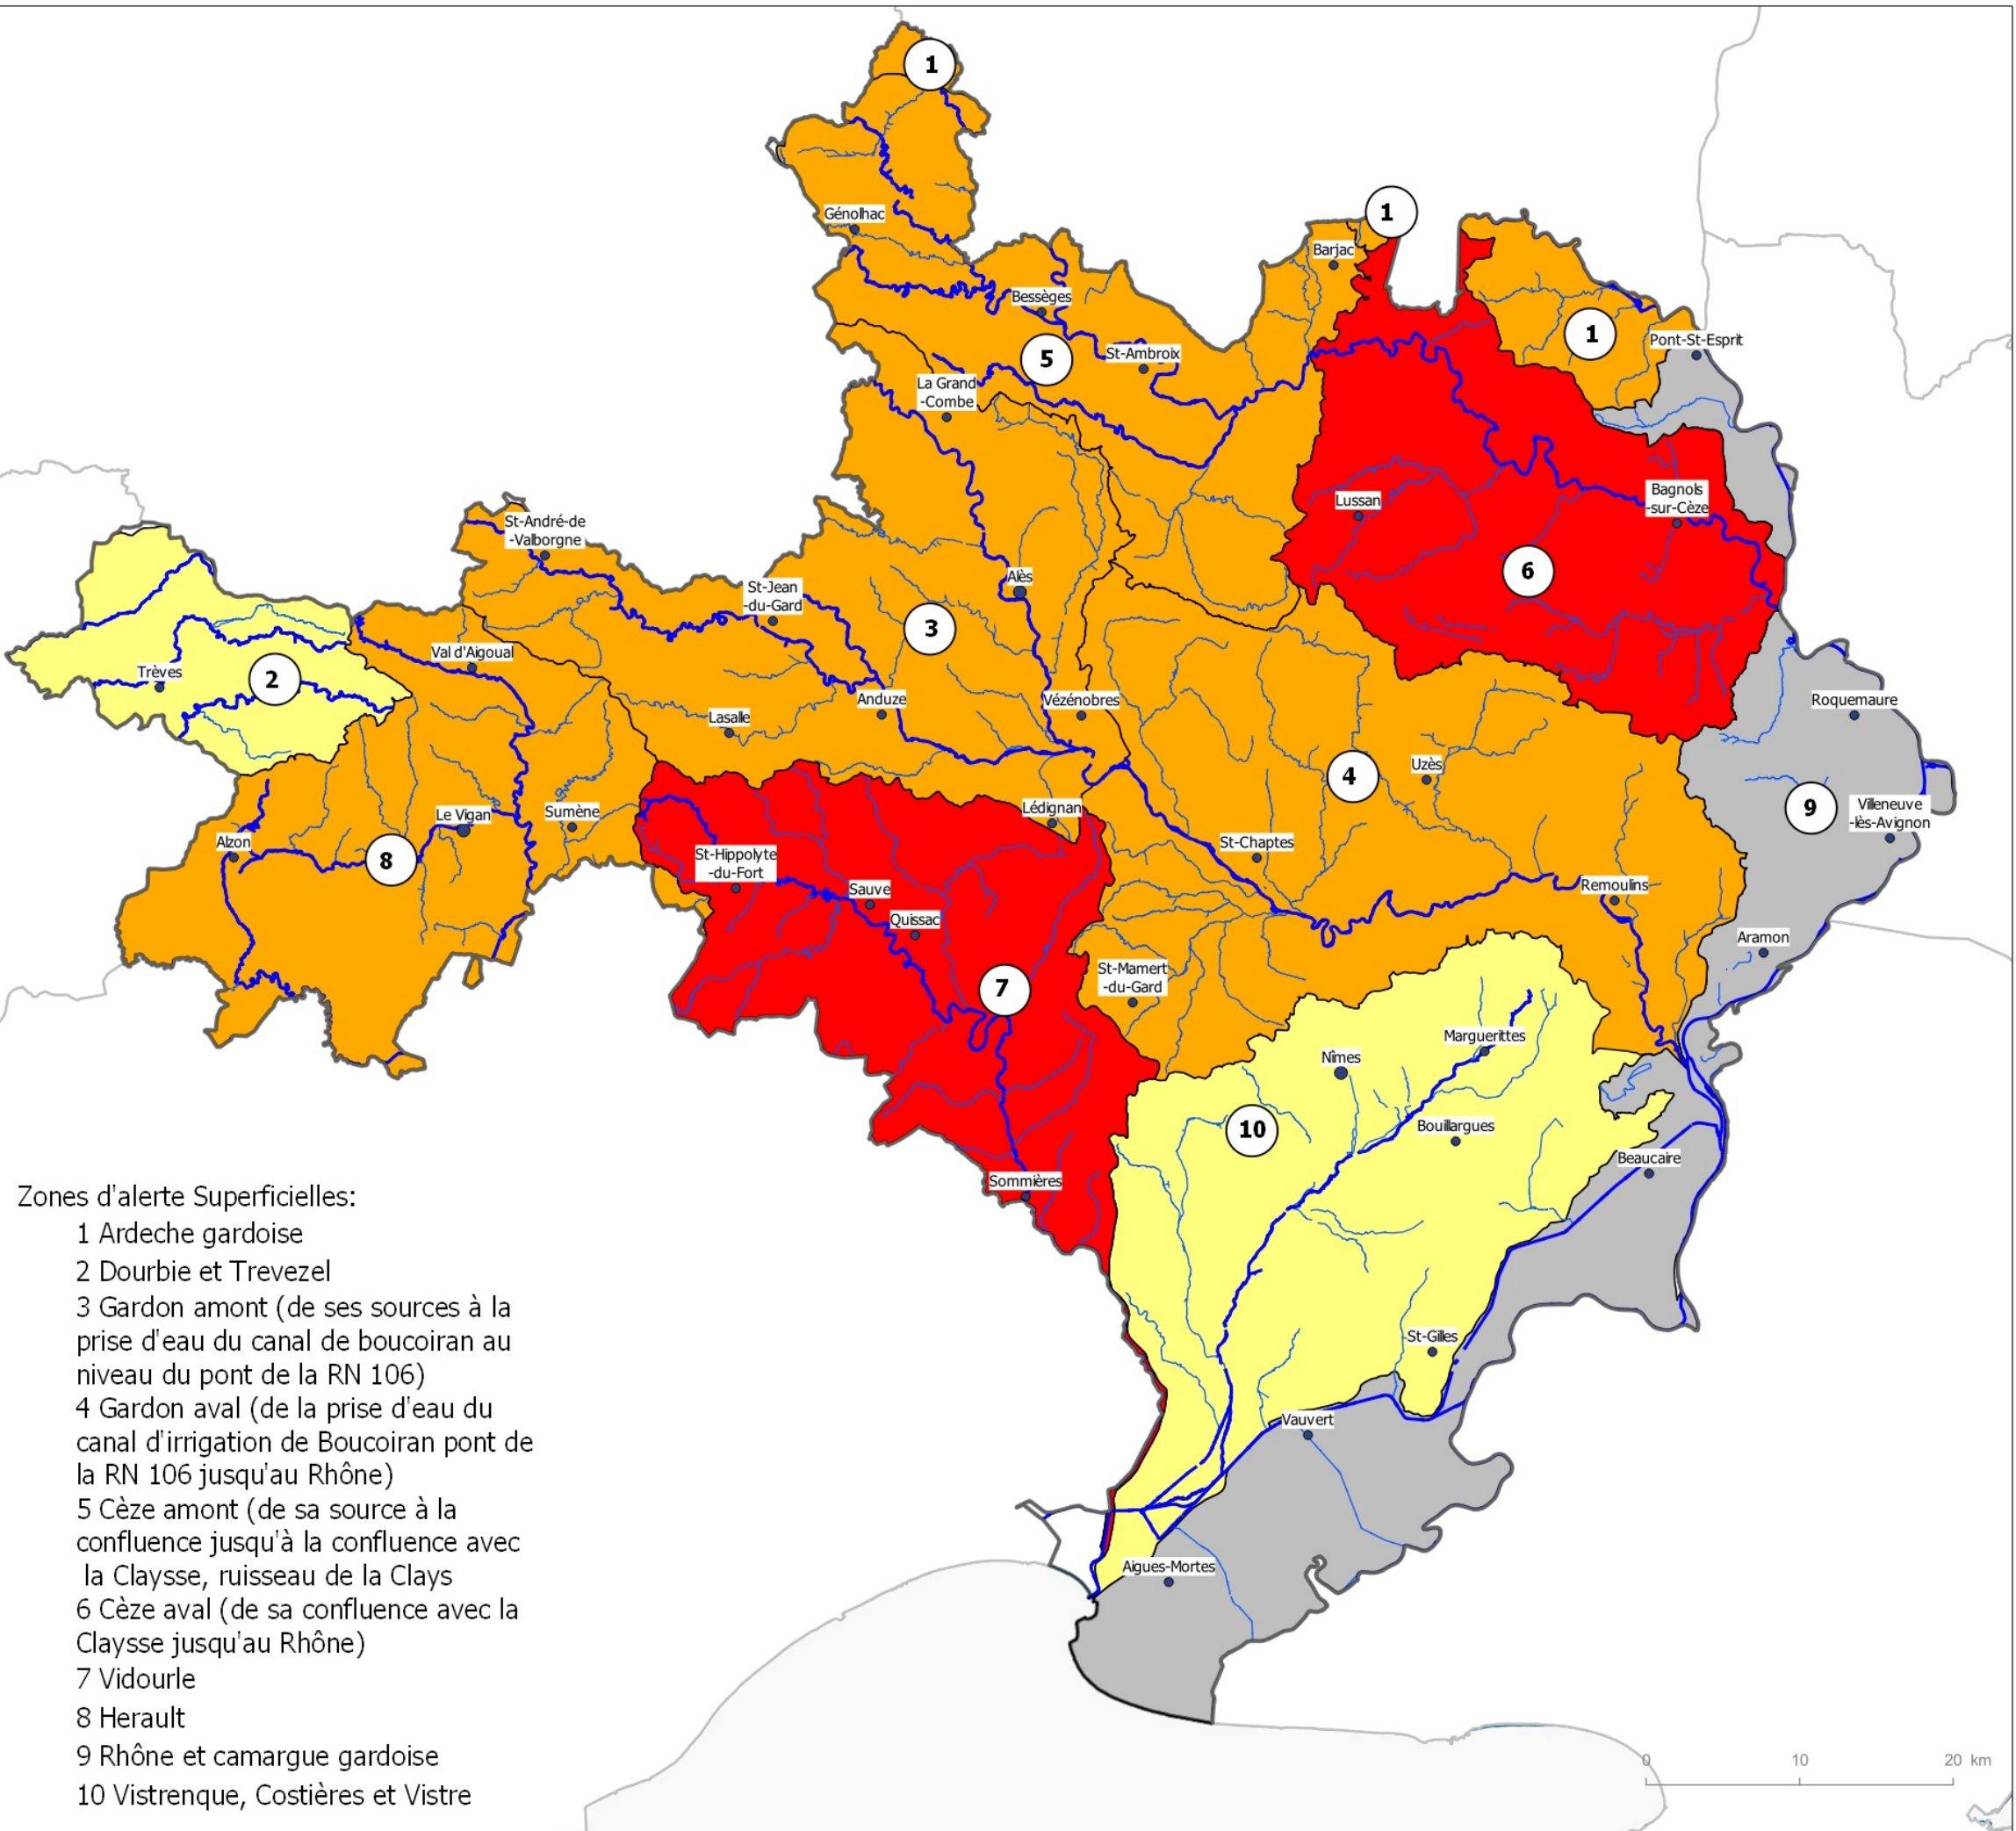 1
Génolhac
1
Barjac
Bessèges
1
Pont-St-Esprit
5
St-Ambroix
La Grand
-Combe
Lussan
Bagnols
-sur-Cèze
St-André-de
-Valborgne
6
Alès
St-Jean
-du-Gard
3
Val d'Aigoual
Trèves
2
Anduze
Vézénobres
Roquemaure
Lasalle
4
Uzès
9
Villeneuve
-lès-Avignon
Lédignan
Sumène
Le Vigan
Alzon
8
St-Chaptes
St-Hippolyte
-du-Fort
Sauve
Remoulins
Quissac
Aramon
7
St-Mamert
-du-Gard
Marguerittes
Nîmes
10
Bouillargues
Beaucaire
Sommières
St-Gilles
Vauvert
Aigues-Mortes
Zones d'alerte Superficielles:
1 Ardeche gardoise
2 Dourbie et Trevezel
3 Gardon amont (de ses sources à la
prise d'eau du canal de boucoiran au
niveau du pont de la RN 106)
4 Gardon aval (de la prise d'eau du
canal d'irrigation de Boucoiran pont de
la RN 106 jusqu'au Rhône)
5 Cèze amont (de sa source à la
confluence jusqu'à la confluence avec
la Claysse, ruisseau de la Clays
6 Cèze aval (de sa confluence avec la
Claysse jusqu'au Rhône)
7 Vidourle
8 Herault
9 Rhône et camargue gardoise
10 Vistrenque, Costières et Vistre
0 10 20 km